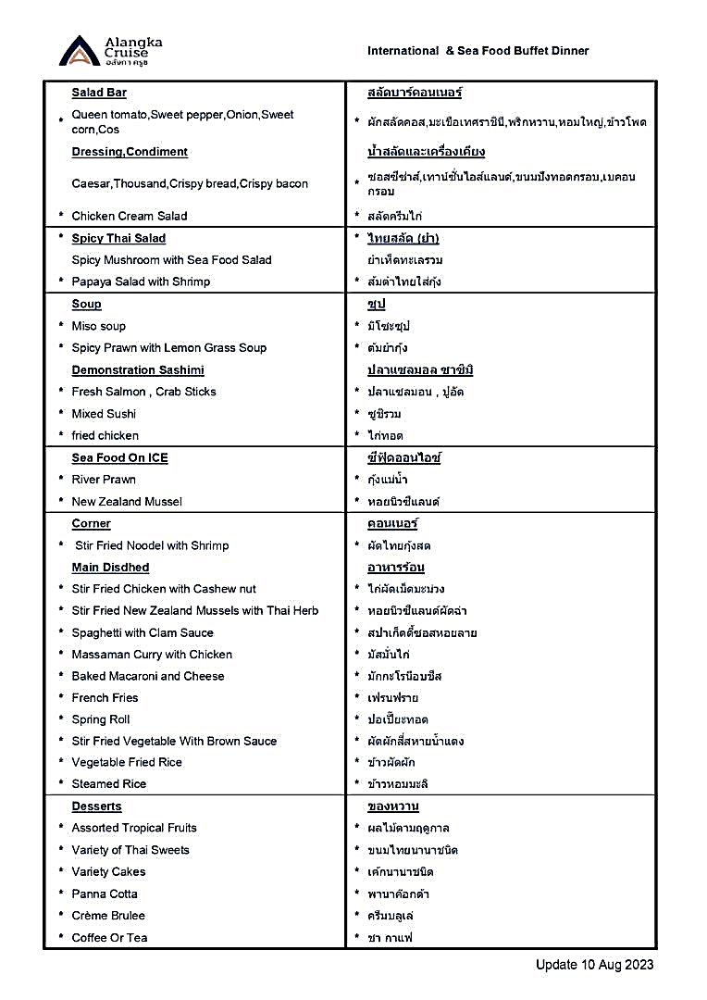 Alangka
Cruise
อลังกา ครูซ
International & Sea Food Buffet Dinner
Salad Bar
สลัดบาร์คอนเนอร์
* Queen tomato,Sweet pepper,Onion,Sweet
corn,Cos
* ผักสลัดคอส,มะเขือเทศราชินี,พริกหวาน,หอมใหญ่,ข้าวโพด
Dressing,Condiment
น้ำสลัดและเครื่องเคียง
Caesar,Thousand,Crispy bread,Crispy bacon
* ซอสซีซ่าส์,เทาน์ซั่นไอส์แลนด์,ขนมปังทอดกรอบ,เบคอน
กรอบ
* Chicken Cream Salad
* สลัดครีมไก่
* Spicy Thai Salad
* ไทยสลัด (ยำ)
Spicy Mushroom with Sea Food Salad
ยำเห็ดทะเลรวม
* Papaya Salad with Shrimp
* ส้มตำไทยใส่กุ้ง
Soup
ซุป
* Miso soup
* มิโซะซุป
* Spicy Prawn with Lemon Grass Soup
* ต้มยำกุ้ง
Demonstration Sashimi
ปลาแซลมอล ซาซิมิ
* Fresh Salmon , Crab Sticks
* ปลาแซลมอน , ปูอัด
* Mixed Sushi
* ซูชิรวม
* fried chicken
* ไก่ทอด
Sea Food On ICE
ซีฟู้ดออนไอซ์
* River Prawn
* กุ้งแม่น้ำ
* New Zealand Mussel
* หอยนิวซีแลนด์
Corner
คอนเนอร์
* Stir Fried Noodel with Shrimp
* ผัดไทยกุ้งสด
Main Disdhed
อาหารร้อน
* Stir Fried Chicken with Cashew nut
* ไก่ผัดเม็ดมะม่วง
* Stir Fried New Zealand Mussels with Thai Herb
* หอยนิวซีแลนด์ผัดฉ่า
* Spaghetti with Clam Sauce
* สปาเก็ตตี้ซอสหอยลาย
* Massaman Curry with Chicken
* มัสมั่นไก่
* Baked Macaroni and Cheese
* มักกะโรนีอบชีส
* French Fries
* เฟรนฟราย
* Spring Roll
* ปอเปี๊ยะทอด
* Stir Fried Vegetable With Brown Sauce
* ผัดผักสี่สหายน้ำแดง
* Vegetable Fried Rice
* ข้าวผัดผัก
* Steamed Rice
* ข้าวหอมมะลิ
Desserts
ของหวาน
* Assorted Tropical Fruits
* ผลไม้ตามฤดูกาล
* Variety of Thai Sweets
* ขนมไทยนานาชนิด
* Variety Cakes
* เค้กนานาชนิด
* Panna Cotta
* พานาค๊อกต้า
* Crème Brulee
* ครีมบลูเล่
* Coffee Or Tea
* ชา กาแฟ
Update 10 Aug 2023